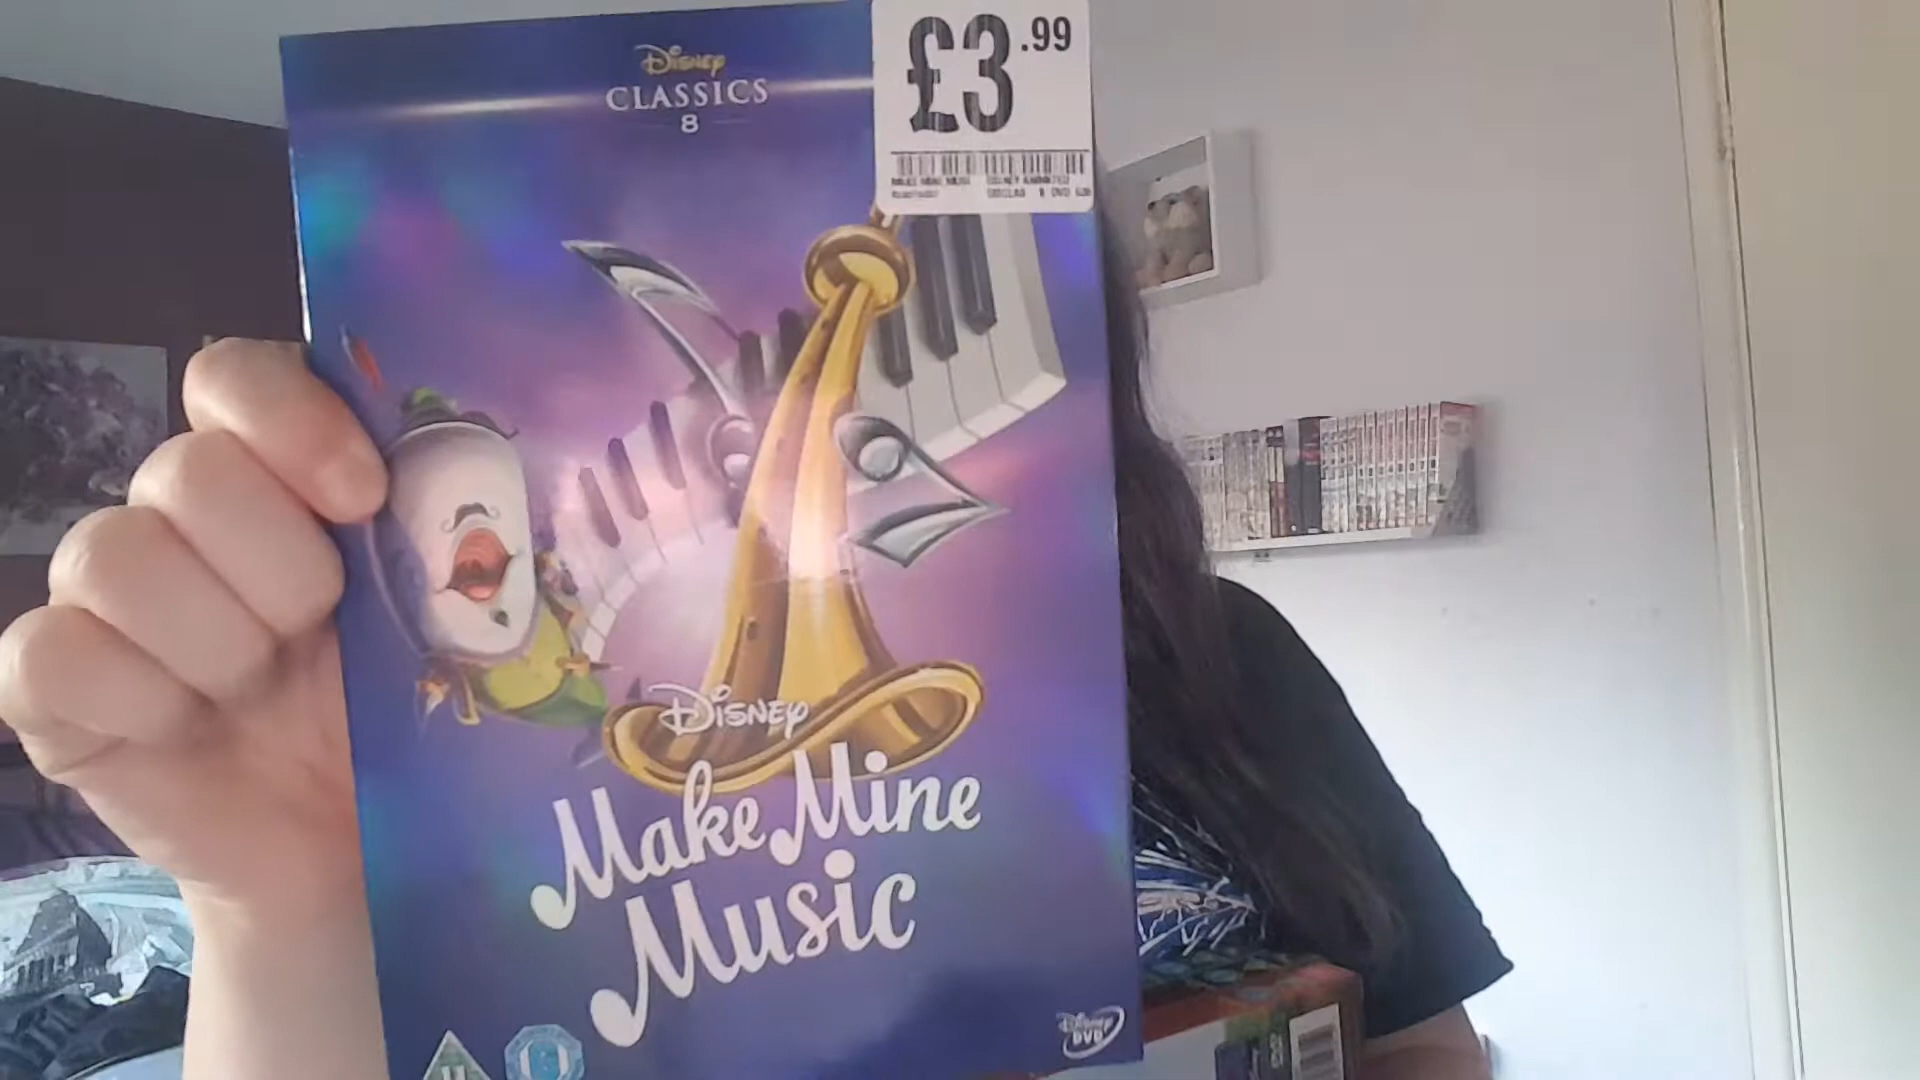 Disney
CLASSICS
8
£3.99
Disney
Make Mine
Music
U
Disney
DVD